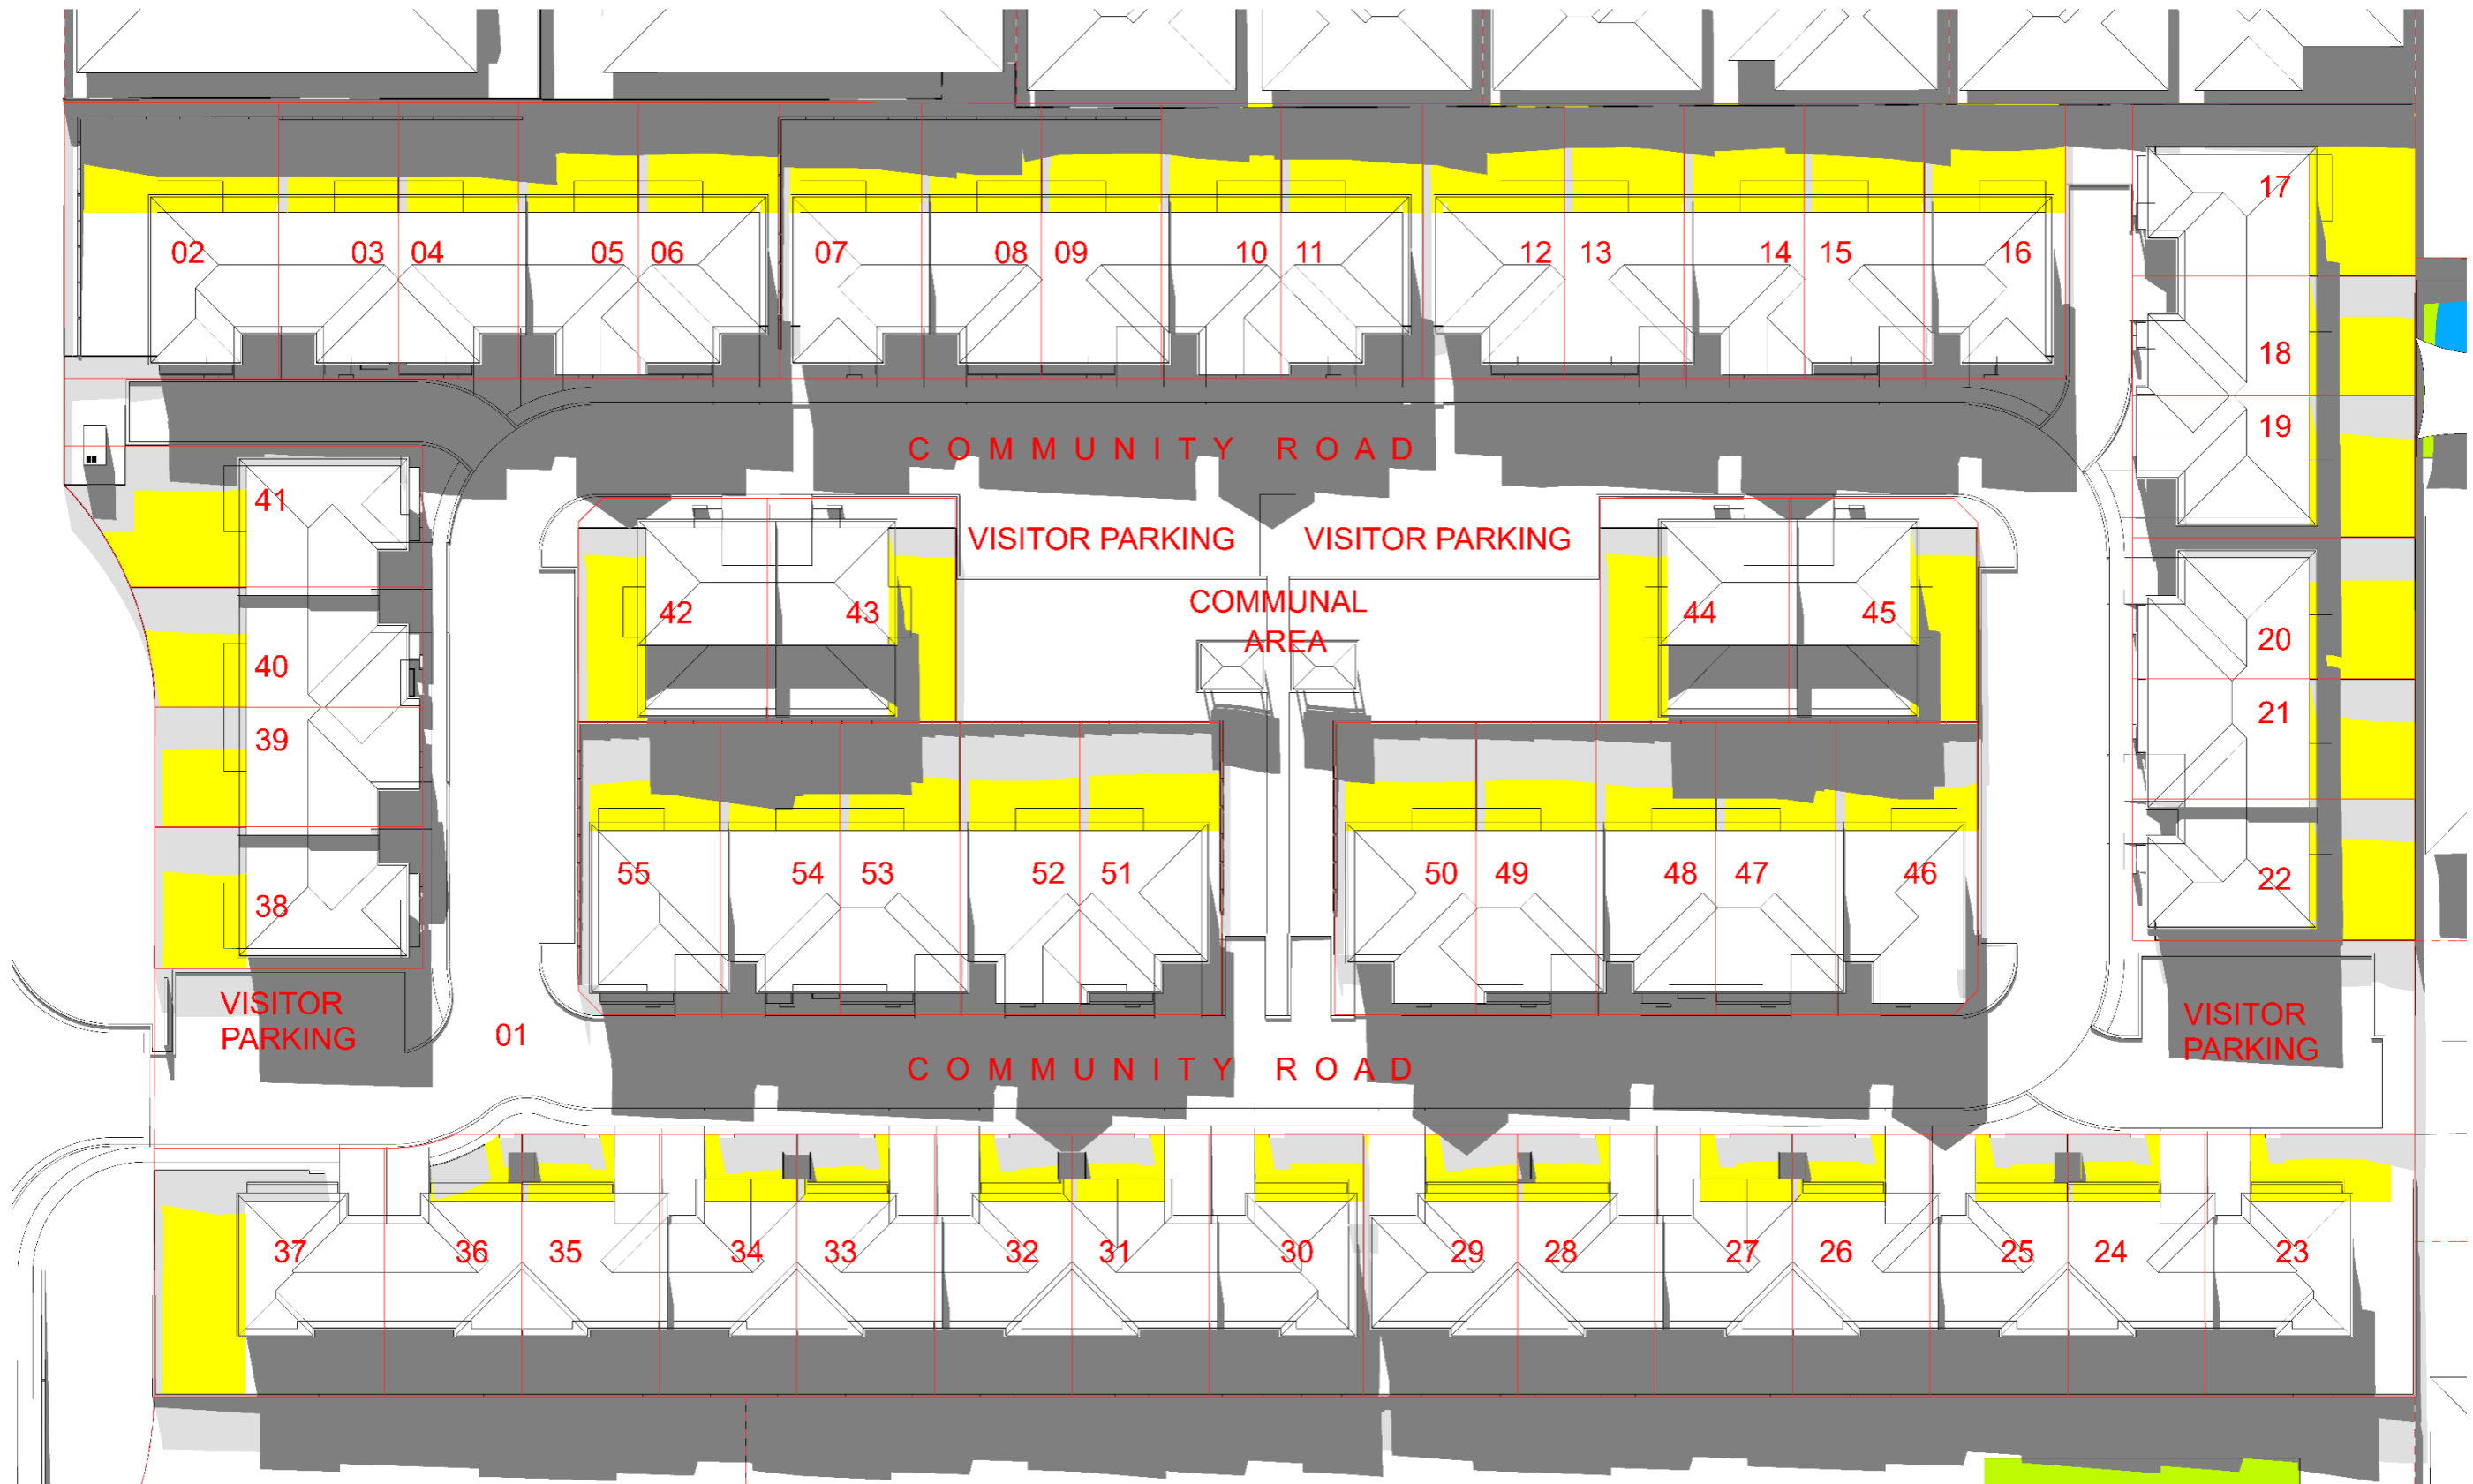 02 03 04 05 06 07 08 09 10 11 12 13 14 15 16
17
18
19
COMMUNITY ROAD
41
VISITOR PARKING VISITOR PARKING
42 43 44 45
COMMUNAL
AREA
40
39
20
21
38
55 54 53 52 51 50 49 48 47 46
22
VISITOR
PARKING
01
VISITOR
PARKING
COMMUNITY ROAD
37 36 35 34 33 32 31 30 29 28 27 26 25 24 23